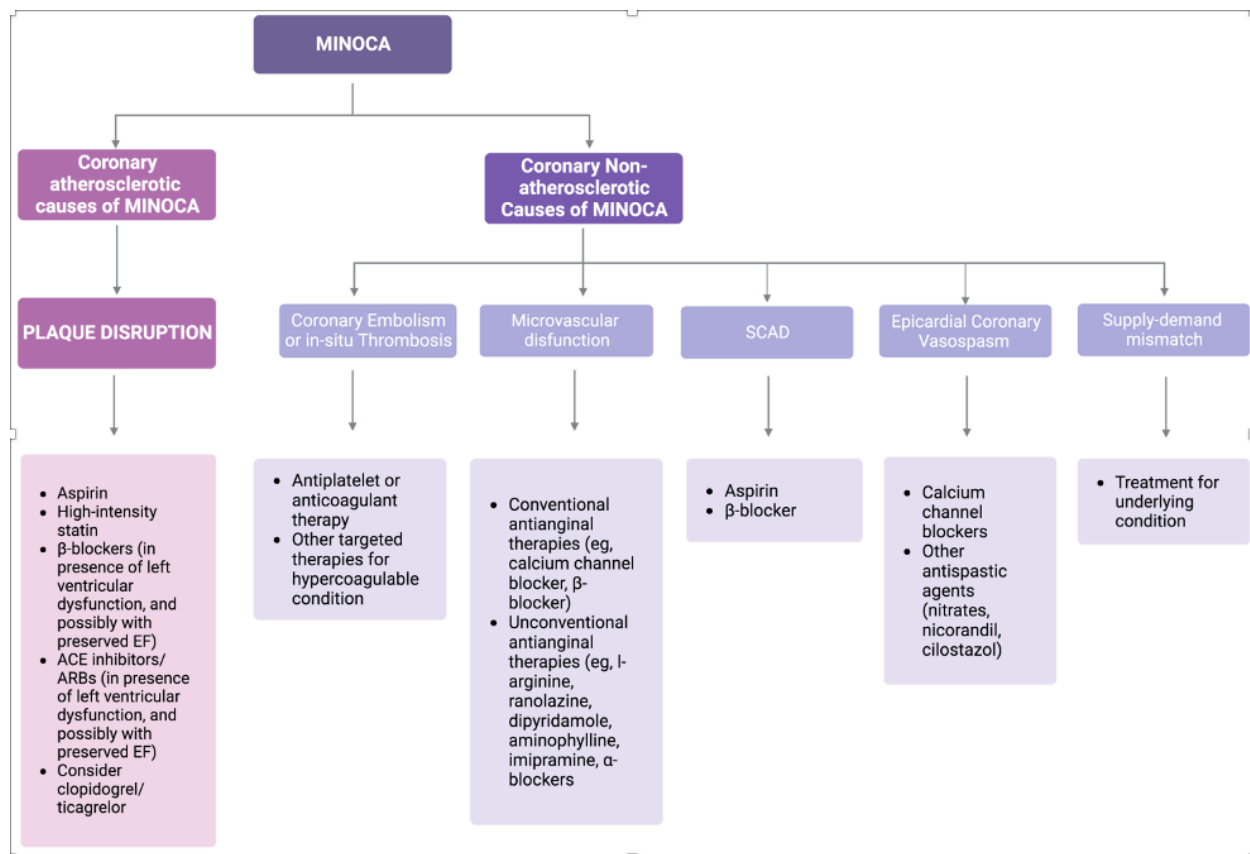 MINOCA
Coronary
atherosclerotic
causes of MINOCA
Coronary Non-
atherosclerotic
Causes of MINOCA
PLAQUE DISRUPTION
Coronary Embolism
or in-situ Thrombosis
Microvascular
disfunction
SCAD
Epicardial Coronary
Vasospasm
Supply-demand
mismatch
• Aspirin
• High-intensity
statin
• β-blockers (in
presence of left
ventricular
dysfunction, and
possibly with
preserved EF)
• ACE inhibitors/
ARBs (in presence
of left ventricular
dysfunction, and
possibly with
preserved EF)
• Consider
clopidogrel/
ticagrelor
• Antiplatelet or
anticoagulant
therapy
• Other targeted
therapies for
hypercoagulable
condition
• Conventional
antianginal
therapies (eg,
calcium channel
blocker, β-
blocker)
• Unconventional
antianginal
therapies (eg, l-
arginine,
ranolazine,
dipyridamole,
aminophylline,
imipramine, α-
blockers
• Aspirin
• β-blocker
• Calcium
channel
blockers
• Other
antispastic
agents
(nitrates,
nicorandil,
cilostazol)
• Treatment for
underlying
condition